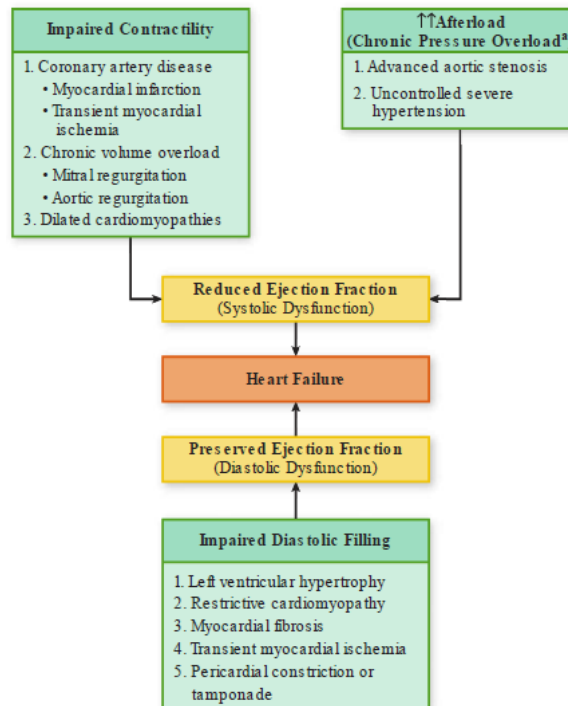 Impaired Contractility
1. Coronary artery disease
• Myocardial infarction
• Transient myocardial
ischemia
2. Chronic volume overload
• Mitral regurgitation
• Aortic regurgitation
3. Dilated cardiomyopathies
↑↑Afterload
(Chronic Pressure Overloadᵃ
1. Advanced aortic stenosis
2. Uncontrolled severe
hypertension
Reduced Ejection Fraction
(Systolic Dysfunction)
Heart Failure
Preserved Ejection Fraction
(Diastolic Dysfunction)
Impaired Diastolic Filling
1. Left ventricular hypertrophy
2. Restrictive cardiomyopathy
3. Myocardial fibrosis
4. Transient myocardial ischemia
5. Pericardial constriction or
tamponade